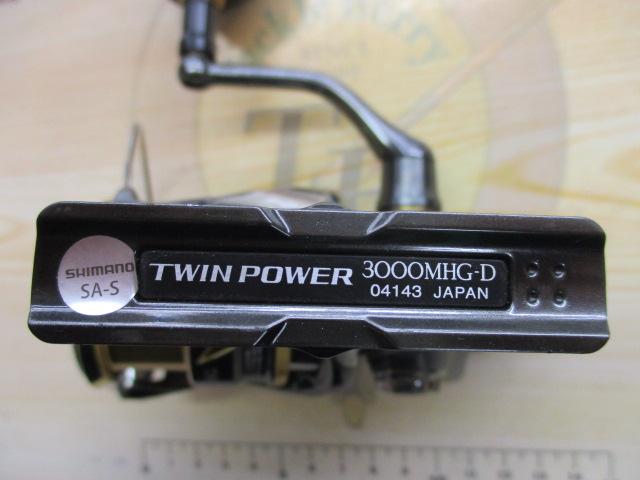 SHIMANO
SA-S
TWIN POWER 3000MHG-D
04143 JAPAN